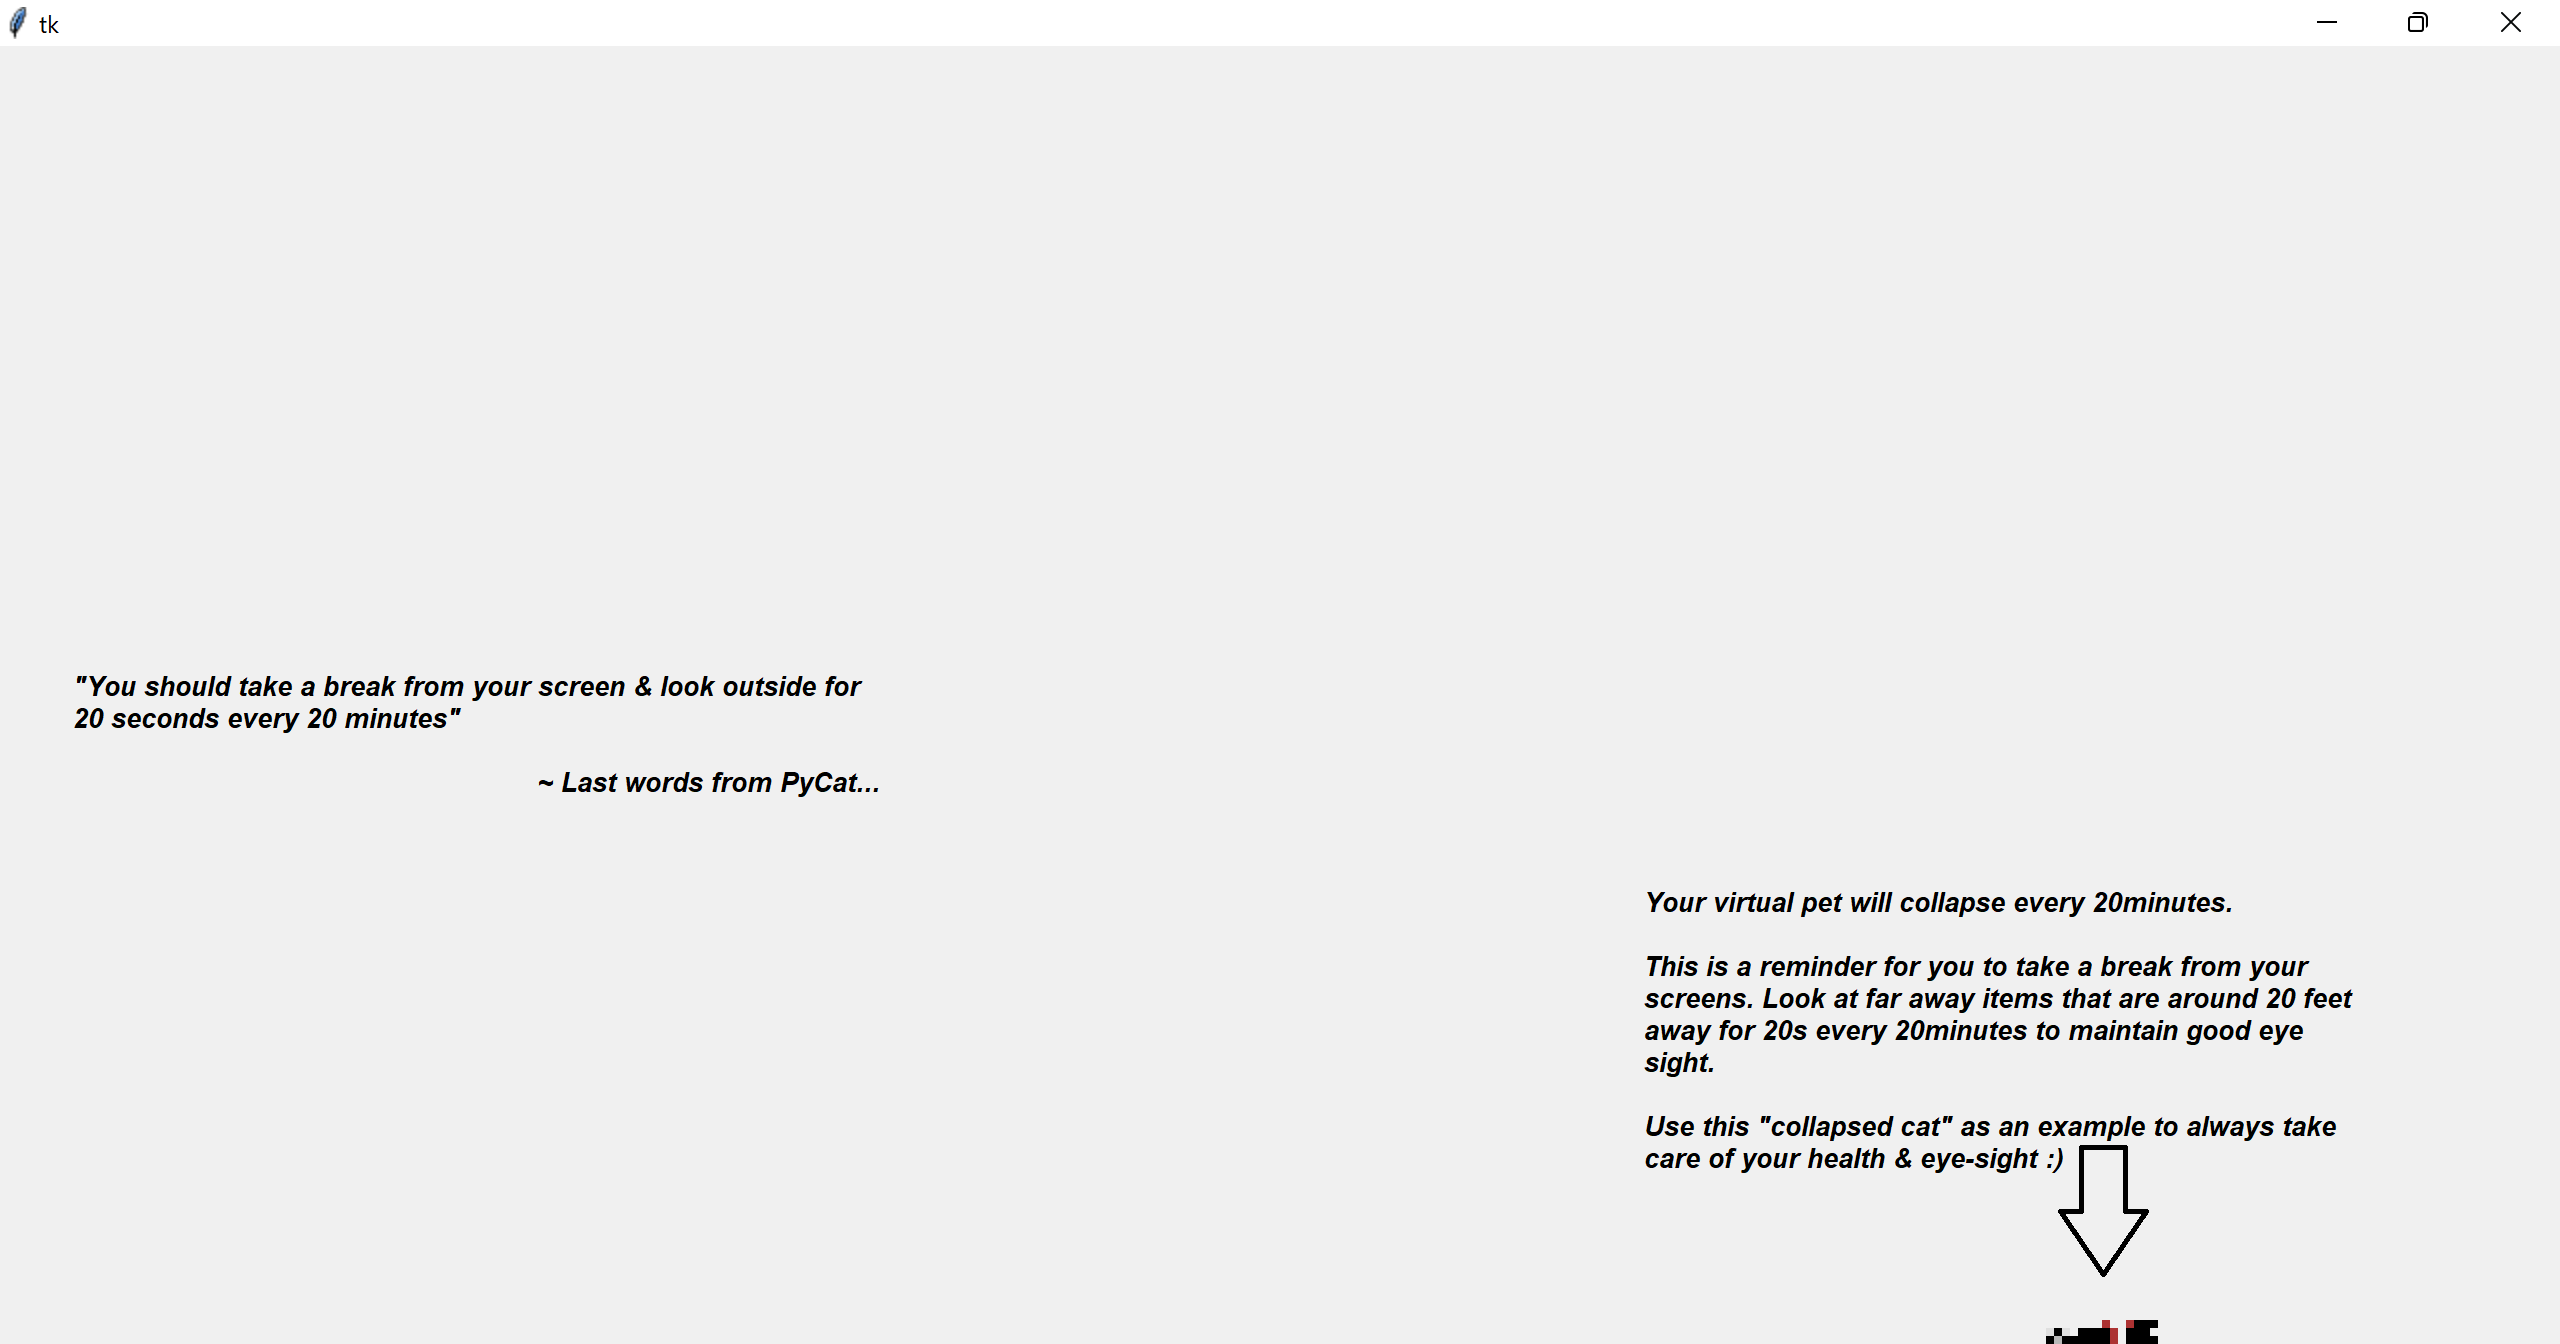 tk
"You should take a break from your screen & look outside for
20 seconds every 20 minutes"
~ Last words from PyCat...
Your virtual pet will collapse every 20minutes.
This is a reminder for you to take a break from your
screens. Look at far away items that are around 20 feet
away for 20s every 20minutes to maintain good eye
sight.
Use this "collapsed cat" as an example to always take
care of your health & eye-sight :)